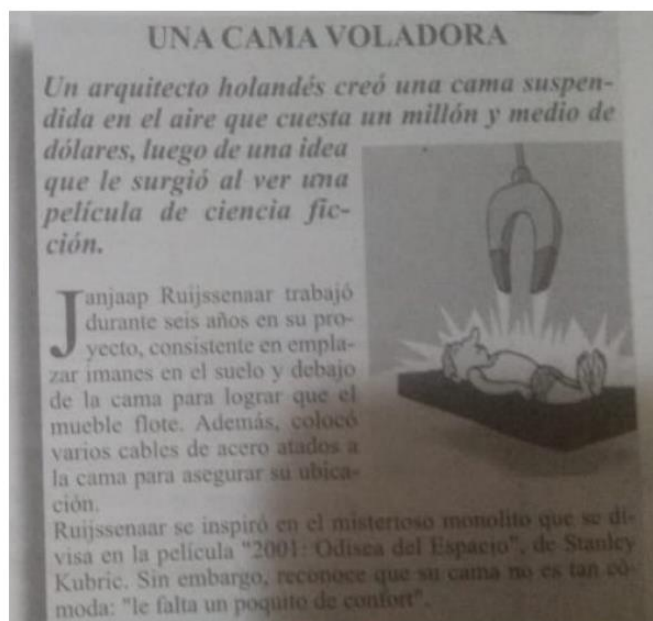 UNA CAMA VOLADORA
Un arquitecto holandés creó una cama suspen-
dida en el aire que cuesta un millón y medio de
dólares, luego de una idea
que le surgió al ver una
película de ciencia fic-
ción.
Janjaap Ruijssenaar trabajó
durante seis años en su pro-
yecto, consistente en empla-
zar imanes en el suelo y debajo
de la cama para lograr que el
mueble flote. Además, colocó
varios cables de acero atados a
la cama para asegurar su ubica-
ción.
Ruijssenaar se inspiró en el misterioso monolito que se di-
visa en la película "2001: Odisea del Espacio", de Stanley
Kubric. Sin embargo, reconoce que su cama no es tan có-
moda: "le falta un poquito de confort".